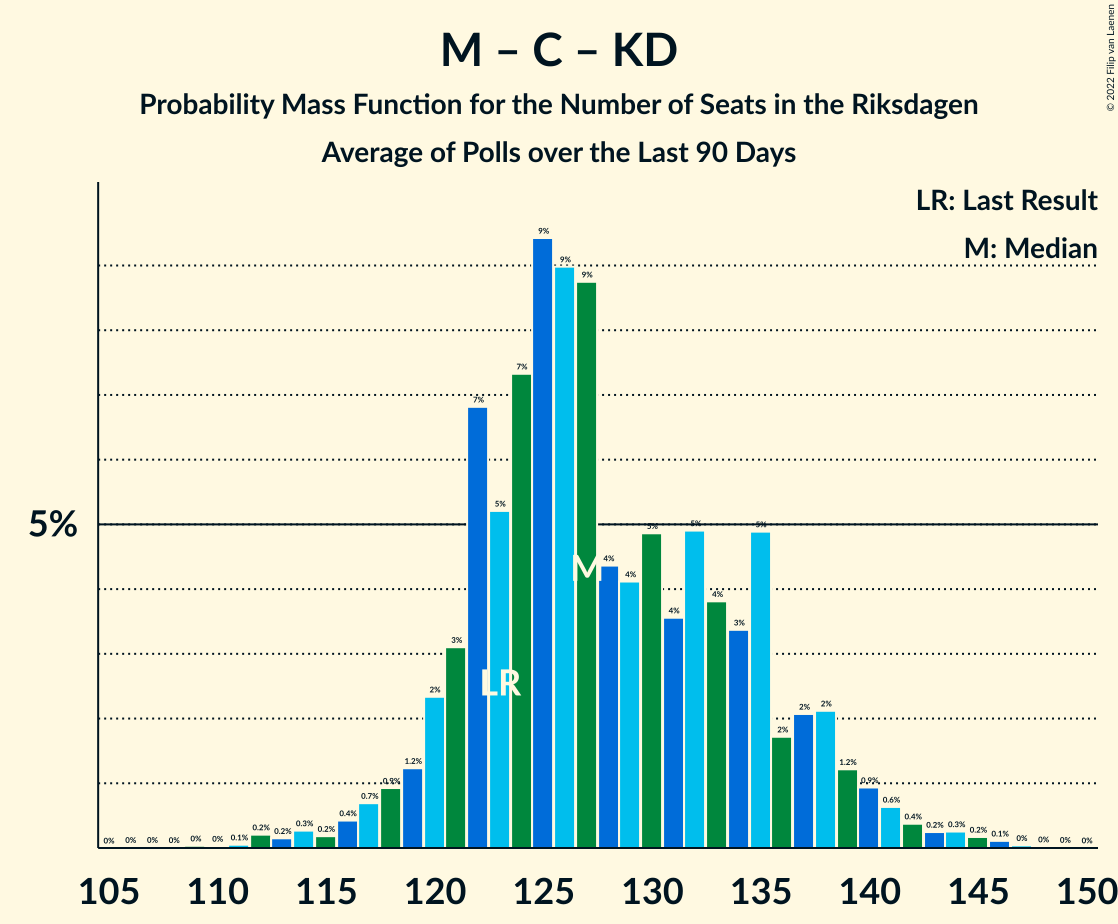 M – C – KD
Probability Mass Function for the Number of Seats in the Riksdagen
Average of Polls over the Last 90 Days
© 2022 Filip van Laenen
LR: Last Result
M: Median
5%
0% 0% 0% 0% 0% 0% 0.1% 0.2% 0.2% 0.3% 0.2% 0.4% 0.7% 0.9% 1.2% 2% 3% 7% 5% 7% 9% 9% 9% 4% 4% 5% 4% 5% 4% 3% 5% 2% 2% 2% 1.2% 0.9% 0.6% 0.4% 0.2% 0.3% 0.2% 0.1% 0% 0% 0% 0%
M
LR
105 110 115 120 125 130 135 140 145 150